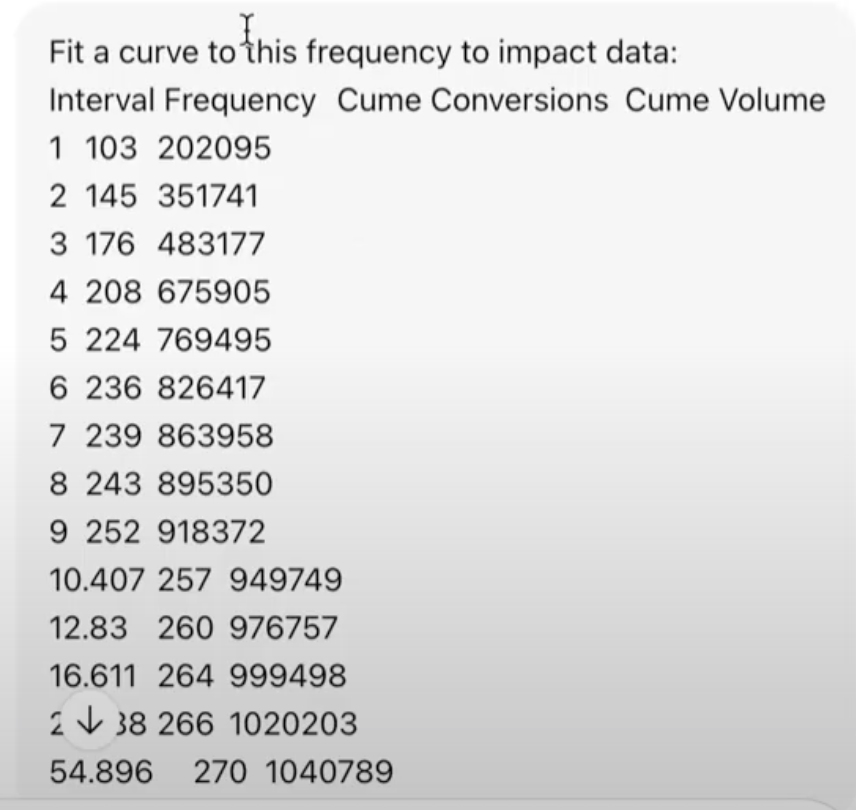 Fit a curve to this frequency to impact data:
Interval Frequency Cume Conversions Cume Volume
1 103 202095
2 145 351741
3 176 483177
4 208 675905
5 224 769495
6 236 826417
7 239 863958
8 243 895350
9 252 918372
10.407 257 949749
12.83 260 976757
16.611 264 999498
266 1020203
54.896 270 1040789